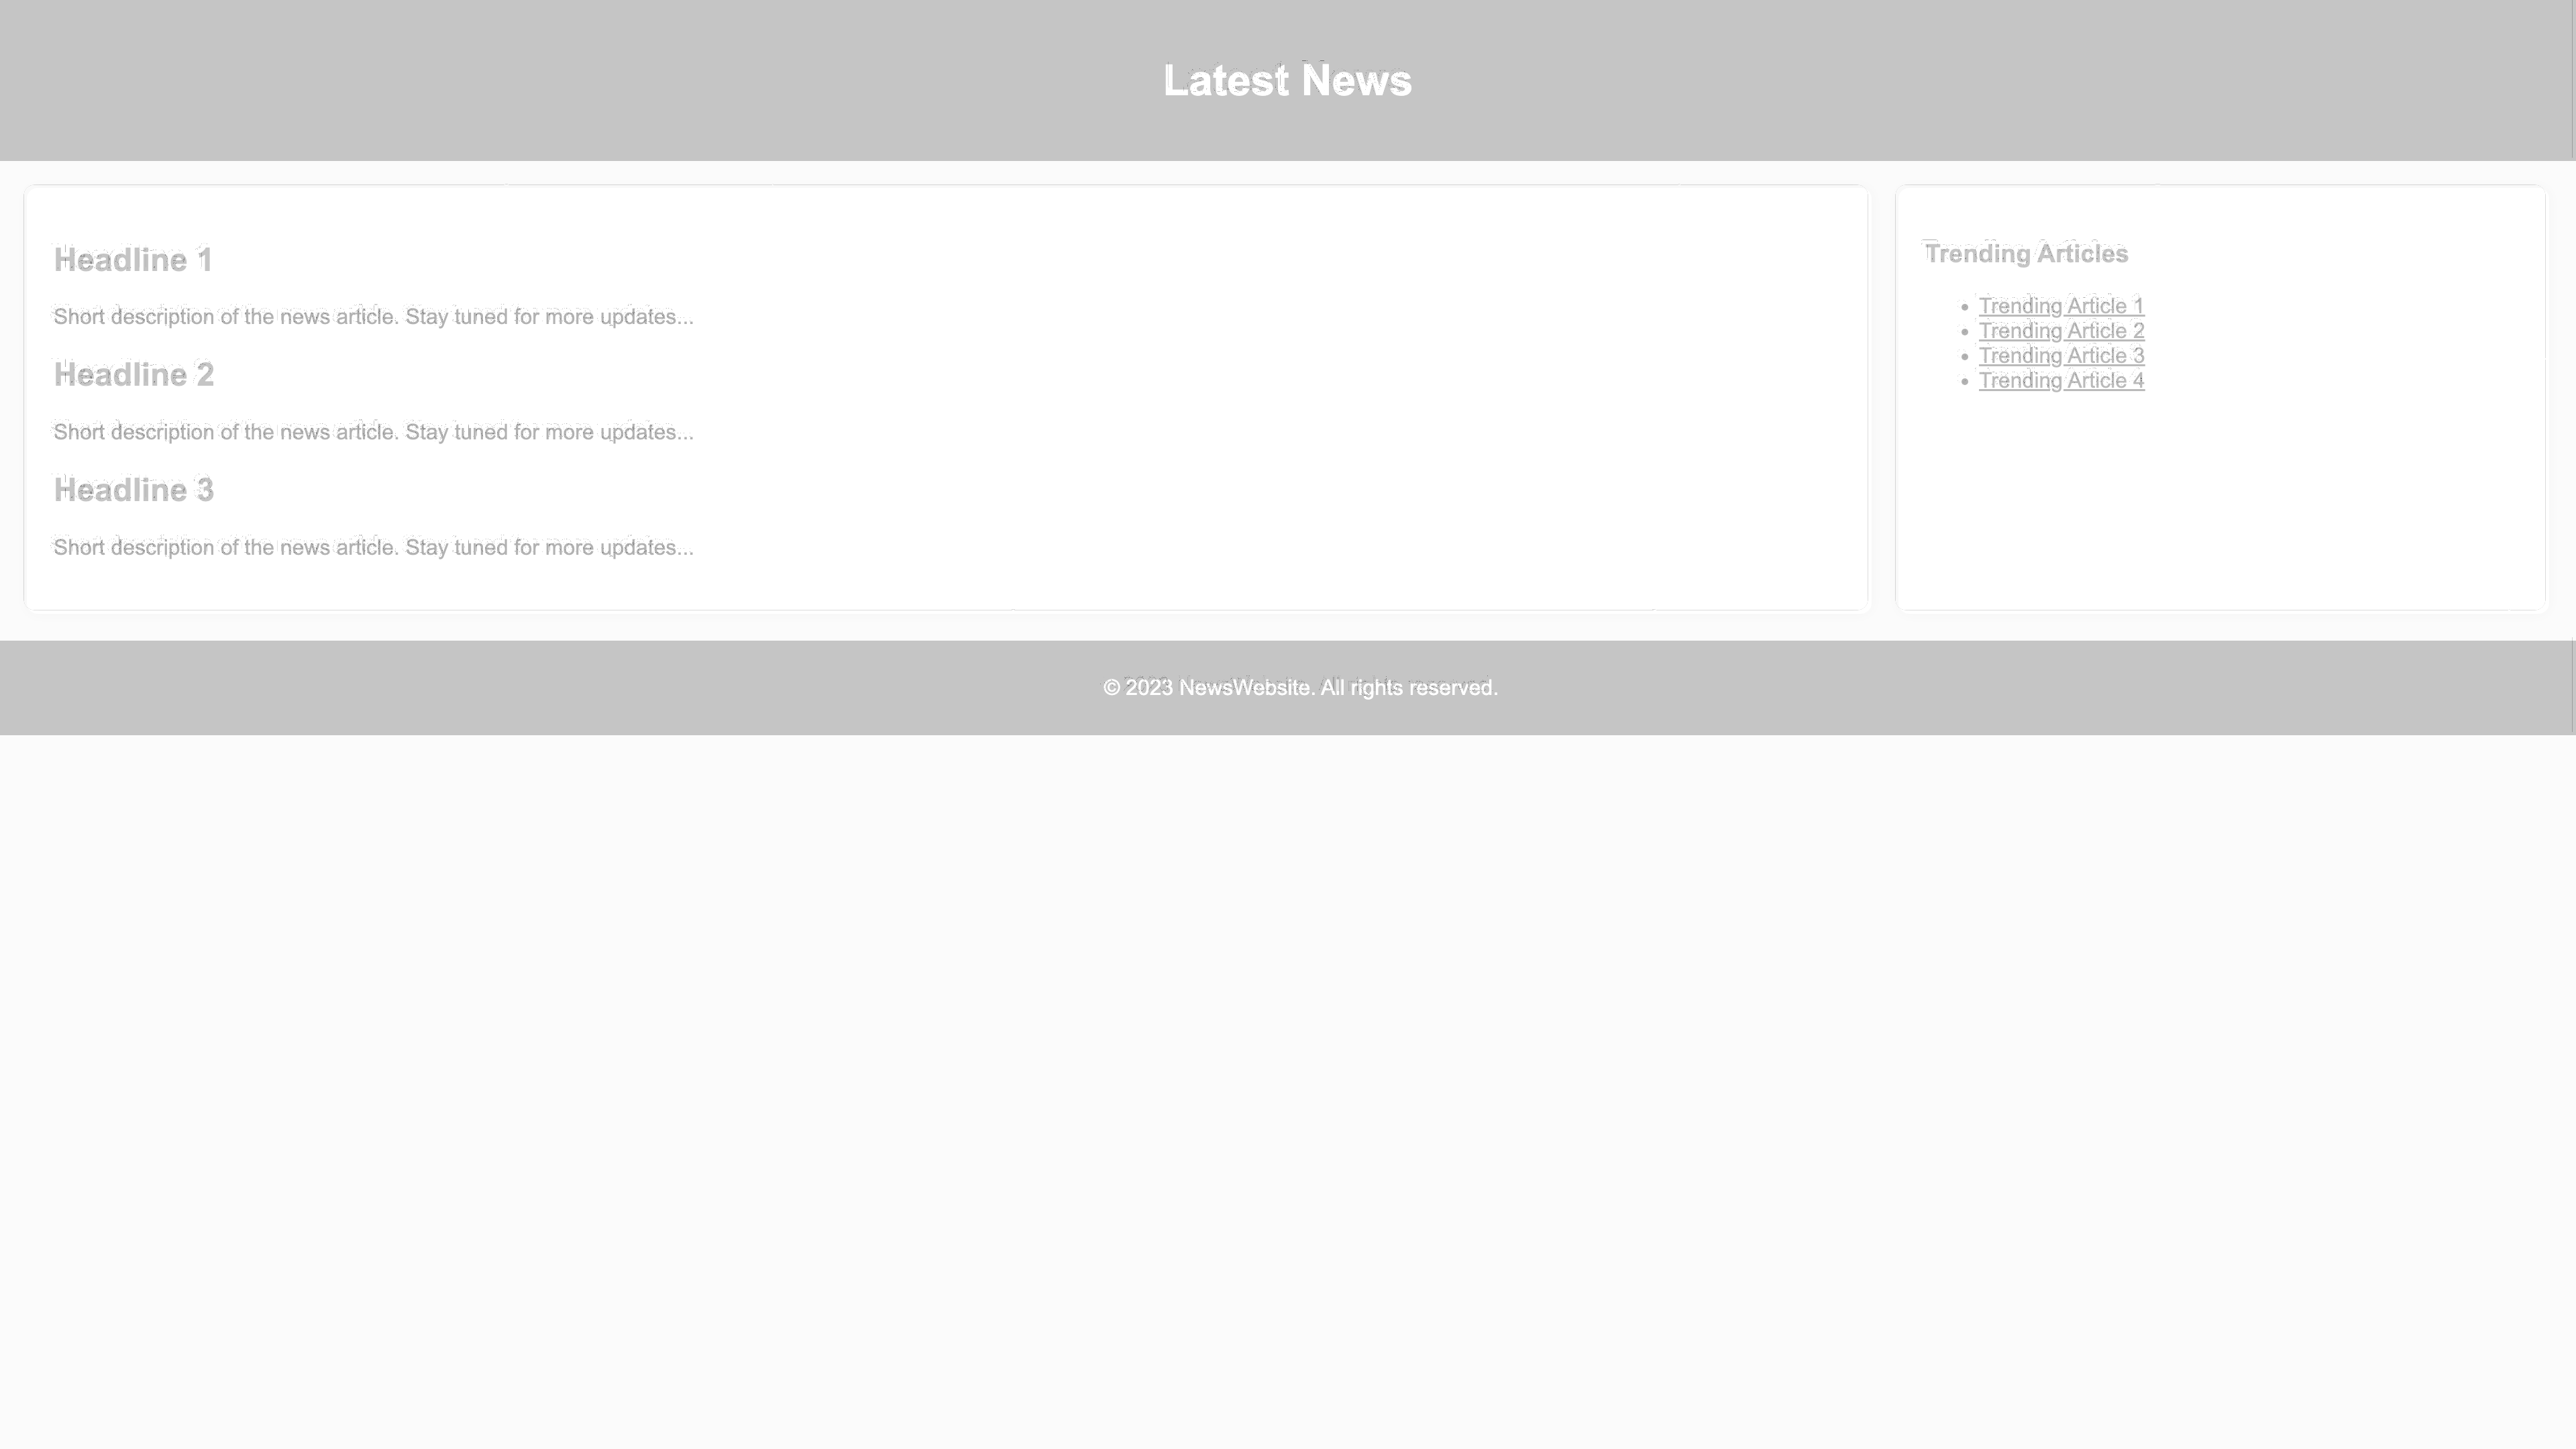 Latest News
Headline 1
Short description of the news article. Stay tuned for more updates...
Headline 2
Short description of the news article. Stay tuned for more updates...
Headline 3
Short description of the news article. Stay tuned for more updates...
Trending Articles
Trending Article 1
Trending Article 2
Trending Article 3
Trending Article 4
© 2023 NewsWebsite. All rights reserved.